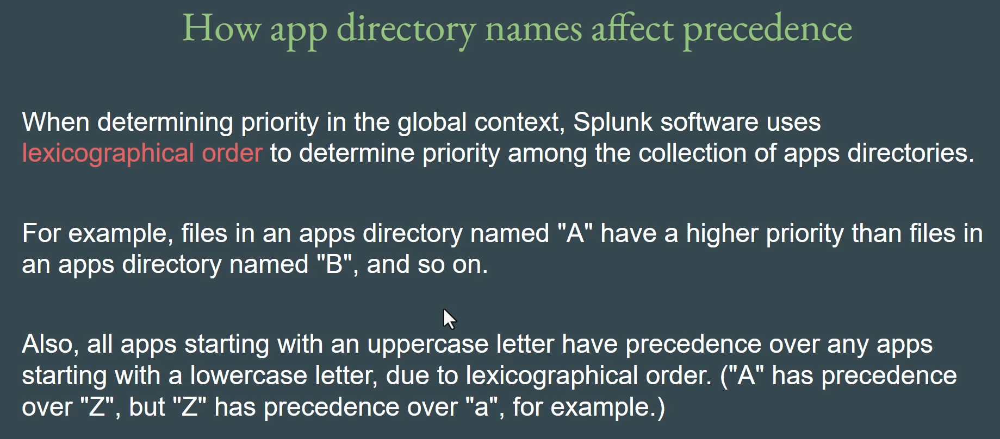 How app directory names affect precedence
When determining priority in the global context, Splunk software uses
lexicographical order to determine priority among the collection of apps directories.
For example, files in an apps directory named "A" have a higher priority than files in
an apps directory named "B", and so on.
Also, all apps starting with an uppercase letter have precedence over any apps
starting with a lowercase letter, due to lexicographical order. ("A" has precedence
over "Z", but "Z" has precedence over "a", for example.)